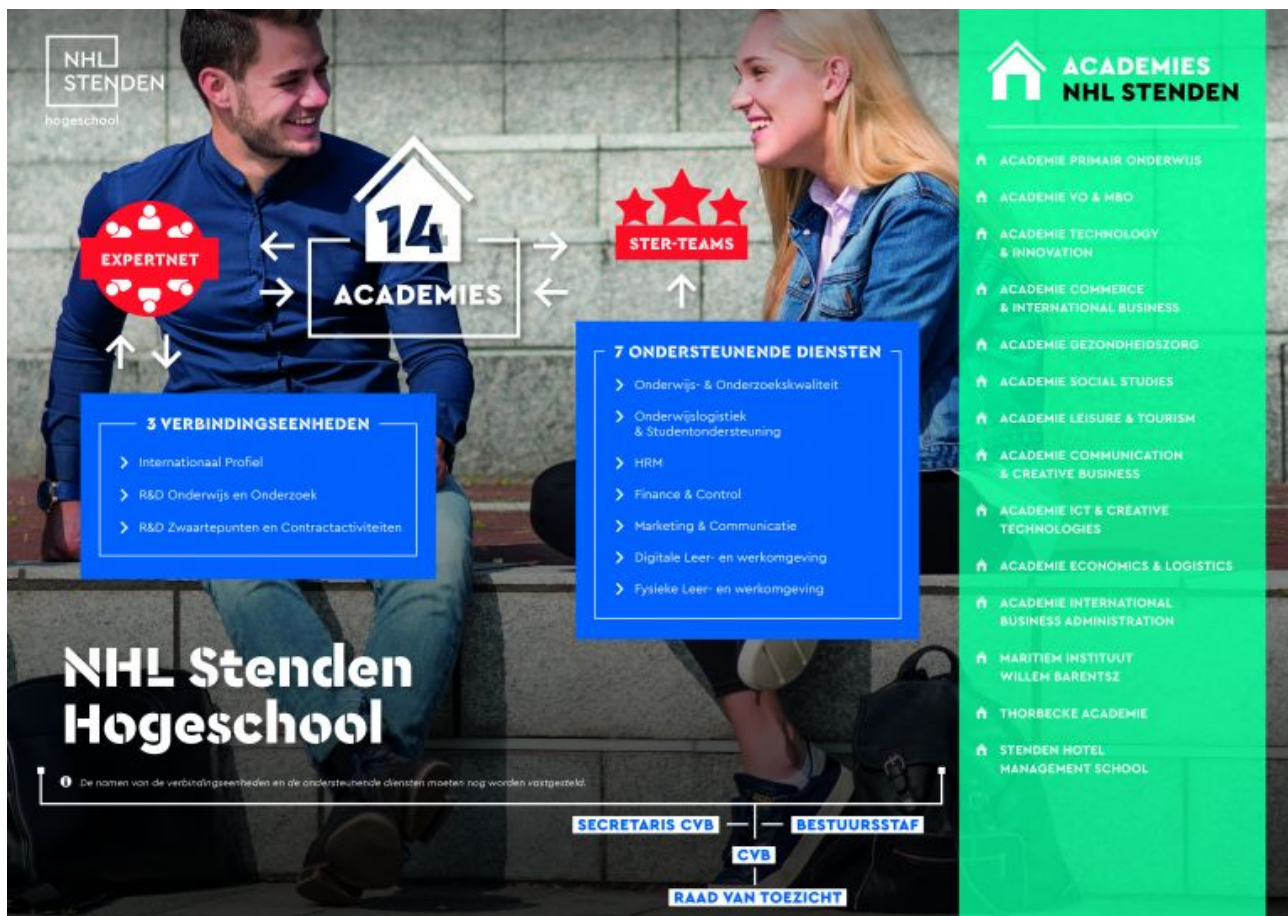 NHL
STENDEN
hogeschool
EXPERTNET
14
ACADEMIES
STER-TEAMS
3 VERBINDINGSEENHEDEN
Internationaal Profiel
R&D Onderwijs en Onderzoek
R&D Zwaartepunten en Contractactiviteiten
7 ONDERSTEUNENDE DIENSTEN
Onderwijs- & Onderzoekskwaliteit
Onderwijslogistiek
& Studentondersteuning
HRM
Finance & Control
Marketing & Communicatie
Digitale Leer- en werkomgeving
Fysieke Leer- en werkomgeving
NHL Stenden
Hogeschool
De namen van de verbindingseenheden en de ondersteunende diensten moeten nog worden vastgesteld.
SECRETARIS CVB
BESTUURSSTAF
CVB
RAAD VAN TOEZICHT
ACADEMIES
NHL STENDEN
ACADEMIE PRIMAIR ONDERWIJS
ACADEMIE VO & MBO
ACADEMIE TECHNOLOGY
& INNOVATION
ACADEMIE COMMERCE
& INTERNATIONAL BUSINESS
ACADEMIE GEZONDHEIDSZORG
ACADEMIE SOCIAL STUDIES
ACADEMIE LEISURE & TOURISM
ACADEMIE COMMUNICATION
& CREATIVE BUSINESS
ACADEMIE ICT & CREATIVE
TECHNOLOGIES
ACADEMIE ECONOMICS & LOGISTICS
ACADEMIE INTERNATIONAL
BUSINESS ADMINISTRATION
MARITIEM INSTITUUT
WILLEM BARENTSZ
THORBECKE ACADEMIE
STENDEN HOTEL
MANAGEMENT SCHOOL